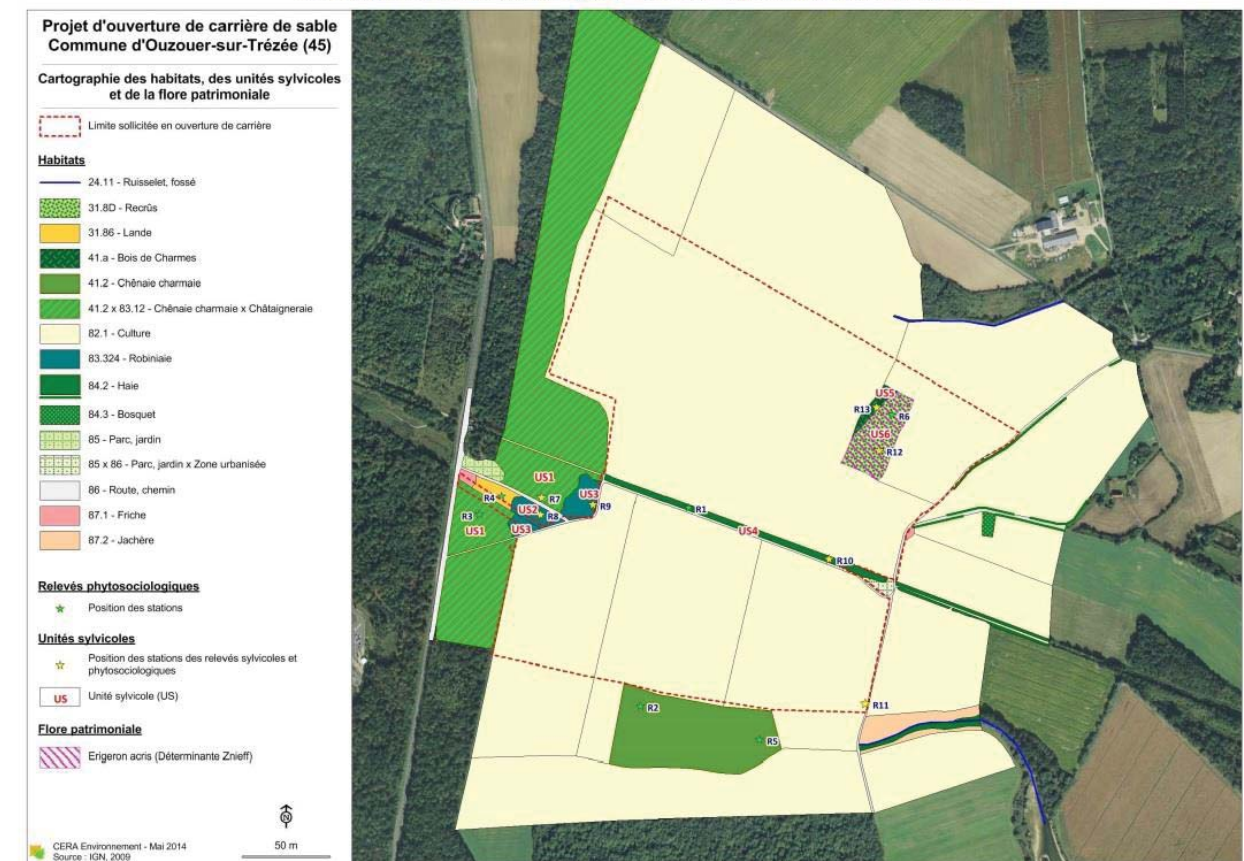 Projet d'ouverture de carrière de sable
Commune d'Ouzouer-sur-Trézée (45)
Cartographie des habitats, des unités sylvicoles
et de la flore patrimoniale
Limite sollicitée en ouverture de carrière
Habitats
24.11 - Ruisselet, fossé
31.8D - Recrûs
31.86 - Lande
41.a - Bois de Charmes
41.2 - Chênaie charmaie
41.2 x 83.12 - Chênaie charmaie x Châtaigneraie
82.1 - Culture
83.324 - Robiniaie
84.2 - Haie
84.3 - Bosquet
85 - Parc, jardin
85 x 86 - Parc, jardin x Zone urbanisée
86 - Route, chemin
87.1 - Friche
87.2 - Jachère
Relevés phytosociologiques
Position des stations
Unités sylvicoles
Position des stations des relevés sylvicoles et
phytosociologiques
US
Unité sylvicole (US)
Flore patrimoniale
Erigeron acris (Déterminante Znieff)
N
50 m
CERA Environnement - Mai 2014
Source : IGN, 2009
US5
R13
R6
US6
R12
US1
US3
R4
R7
US2
R9
R3
R8
US1
US3
R1
US4
R10
R2
R11
R5